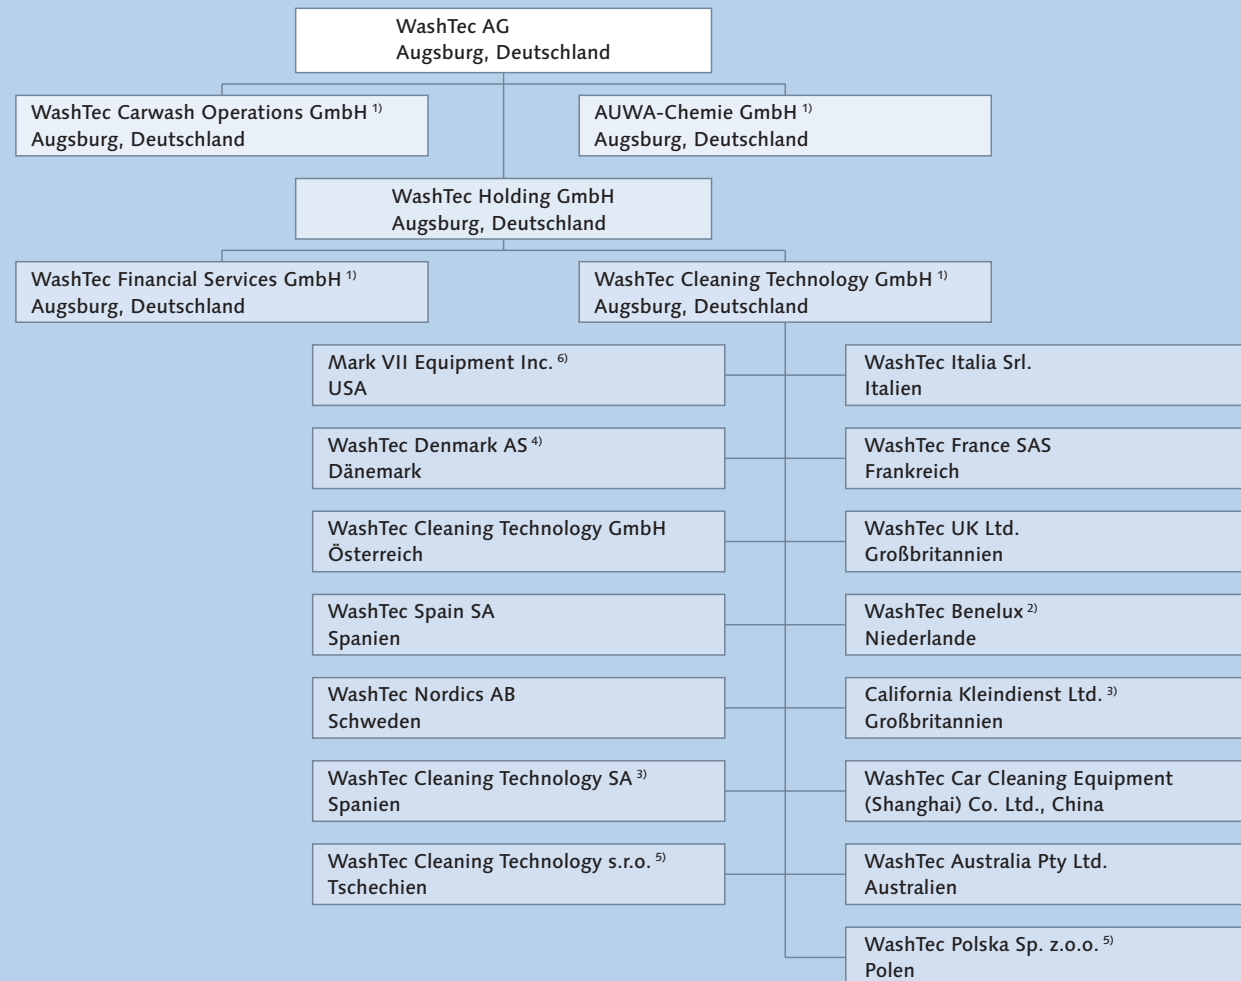 WashTec AG
Augsburg, Deutschland
WashTec Carwash Operations GmbH 1)
Augsburg, Deutschland
AUWA-Chemie GmbH 1)
Augsburg, Deutschland
WashTec Holding GmbH
Augsburg, Deutschland
WashTec Financial Services GmbH 1)
Augsburg, Deutschland
WashTec Cleaning Technology GmbH 1)
Augsburg, Deutschland
Mark VII Equipment Inc. 6)
USA
WashTec Italia Srl.
Italien
WashTec Denmark AS 4)
Dänemark
WashTec France SAS
Frankreich
WashTec Cleaning Technology GmbH
Österreich
WashTec UK Ltd.
Großbritannien
WashTec Spain SA
Spanien
WashTec Benelux 2)
Niederlande
WashTec Nordics AB
Schweden
California Kleindienst Ltd. 3)
Großbritannien
WashTec Cleaning Technology SA 3)
Spanien
WashTec Car Cleaning Equipment
(Shanghai) Co. Ltd., China
WashTec Cleaning Technology s.r.o. 5)
Tschechien
WashTec Australia Pty Ltd.
Australien
WashTec Polska Sp. z.o.o. 5)
Polen